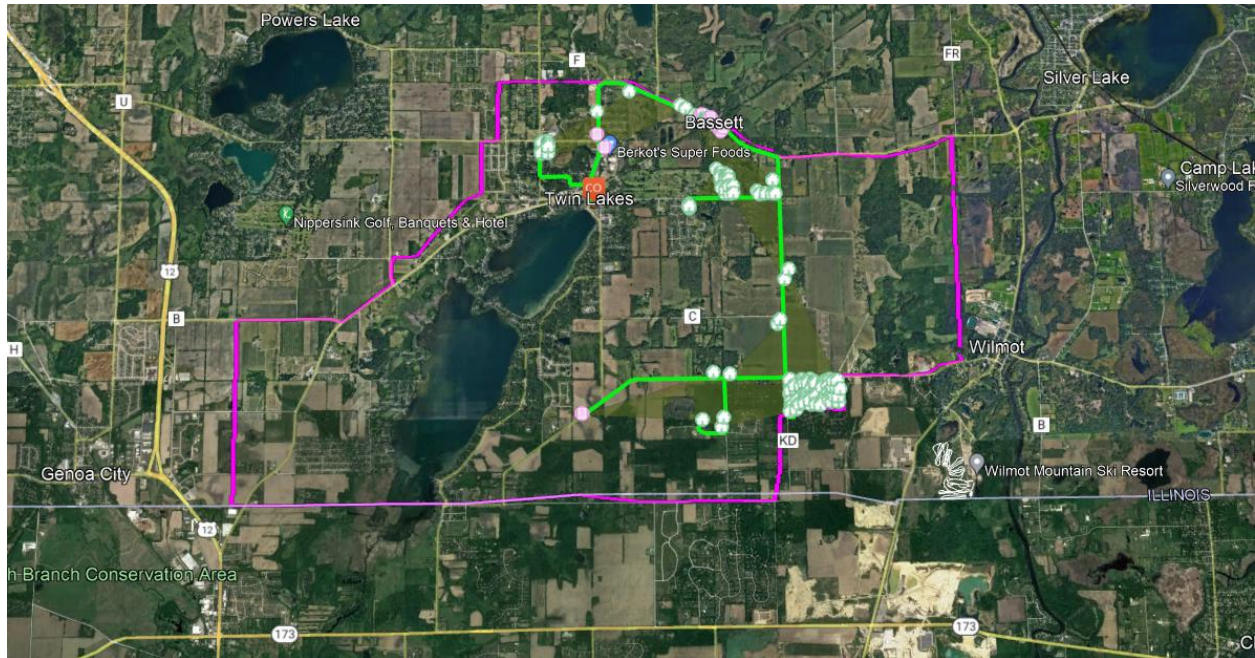 Powers Lake
F
FR
Silver Lake
U
Bassett
Berkot's Super Foods
Camp Lak
Silverwood F
CO
Twin Lakes
Nippersink Golf, Banquets & Hotel
12
B
C
H
Wilmot
B
KD
Genoa City
Wilmot Mountain Ski Resort
ILLINOIS
12
h Branch Conservation Area
173
173
C